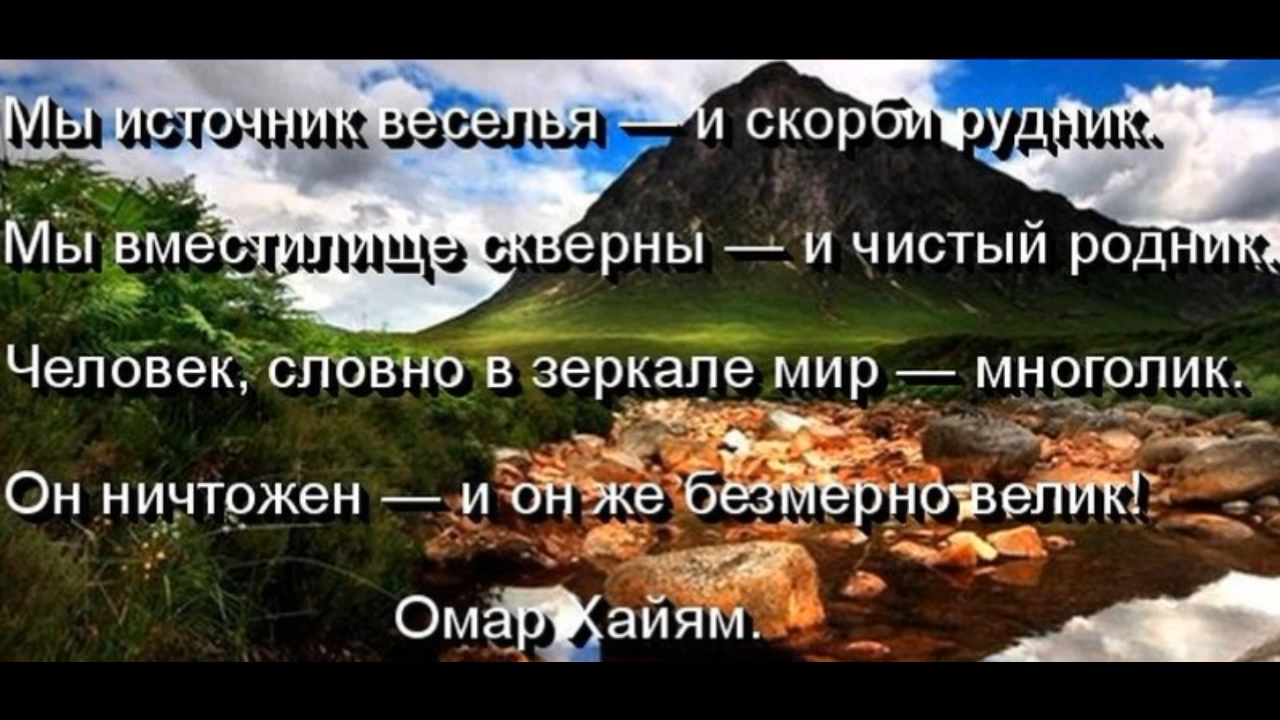 Мы источник веселья — и скорби рудник.
Мы вместилище скверны — и чистый родник.
Человек, словно в зеркале мир — многолик.
Он ничтожен — и он же безмерно велик!
Омар Хайям.